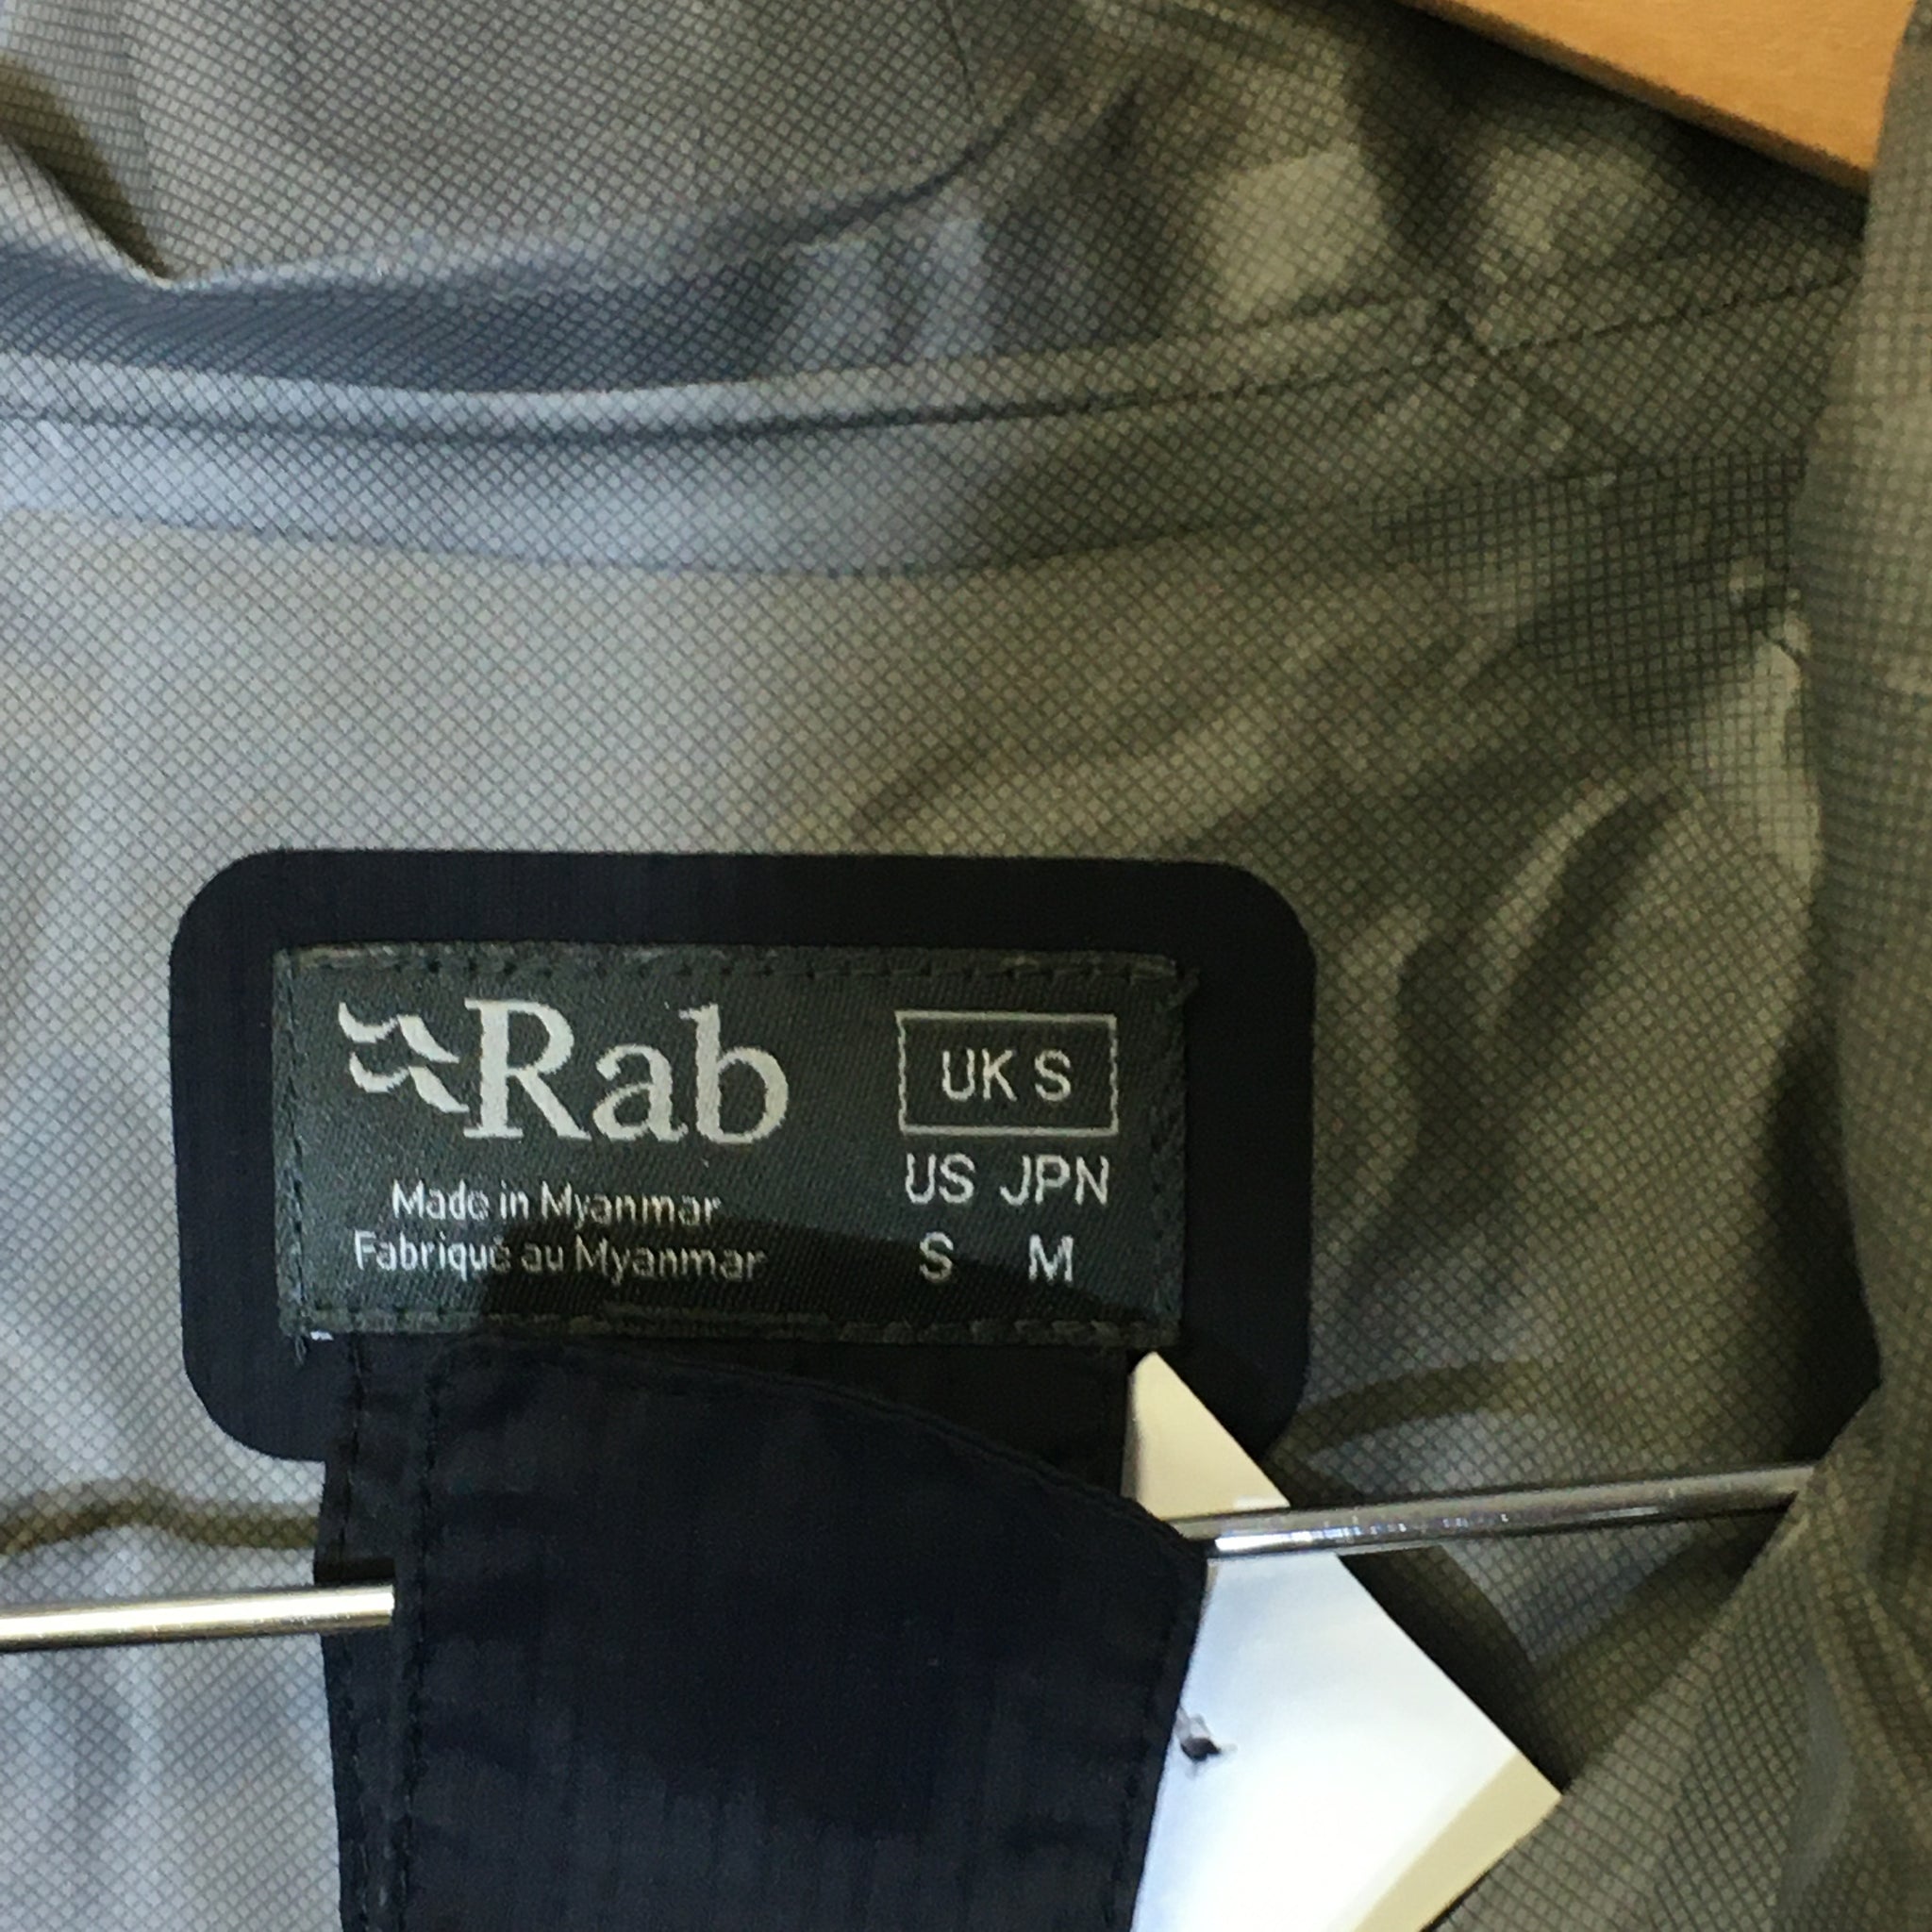 Rab
Made in Myanmar
Fabriqué au Myanmar
UK S
US JPN
S M